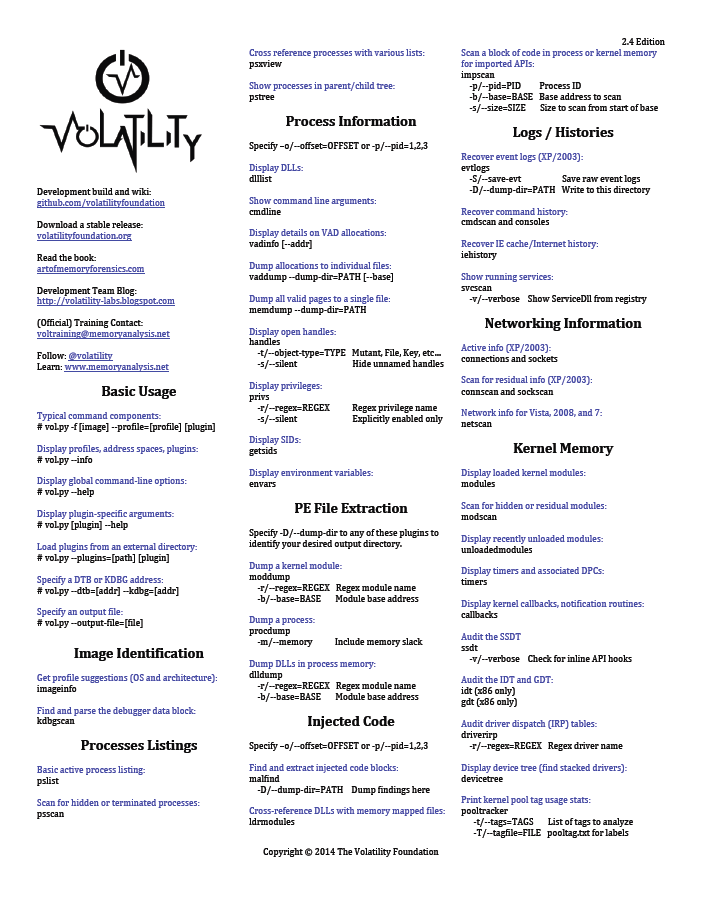 2.4 Edition
VOLATILITY
Development build and wiki:
github.com/volatilityfoundation
Download a stable release:
volatilityfoundation.org
Read the book:
artofmemoryforensics.com
Development Team Blog:
http://volatility-labs.blogspot.com
(Official) Training Contact:
voltraining@memoryanalysis.net
Follow: @volatility
Learn: www.memoryanalysis.net
Basic Usage
Typical command components:
# vol.py -f [image] --profile=[profile] [plugin]
Display profiles, address spaces, plugins:
# vol.py --info
Display global command-line options:
# vol.py --help
Display plugin-specific arguments:
# vol.py [plugin] --help
Load plugins from an external directory:
# vol.py --plugins=[path] [plugin]
Specify a DTB or KDBG address:
# vol.py --dtb=[addr] --kdbg=[addr]
Specify an output file:
# vol.py --output-file=[file]
Image Identification
Get profile suggestions (OS and architecture):
imageinfo
Find and parse the debugger data block:
kdbgscan
Processes Listings
Basic active process listing:
pslist
Scan for hidden or terminated processes:
psscan
Cross reference processes with various lists:
psxview
Show processes in parent/child tree:
pstree
Process Information
Specify –o/--offset=OFFSET or -p/--pid=1,2,3
Display DLLs:
dlllist
Show command line arguments:
cmdline
Display details on VAD allocations:
vadinfo [--addr]
Dump allocations to individual files:
vaddump --dump-dir=PATH [--base]
Dump all valid pages to a single file:
memdump --dump-dir=PATH
Display open handles:
handles
-t/--object-type=TYPE Mutant, File, Key, etc...
-s/--silent Hide unnamed handles
Display privileges:
privs
-r/--regex=REGEX Regex privilege name
-s/--silent Explicitly enabled only
Display SIDs:
getsids
Display environment variables:
envars
PE File Extraction
Specify -D/--dump-dir to any of these plugins to
identify your desired output directory.
Dump a kernel module:
moddump
-r/--regex=REGEX Regex module name
-b/--base=BASE Module base address
Dump a process:
procdump
-m/--memory Include memory slack
Dump DLLs in process memory:
dlldump
-r/--regex=REGEX Regex module name
-b/--base=BASE Module base address
Injected Code
Specify –o/--offset=OFFSET or -p/--pid=1,2,3
Find and extract injected code blocks:
malfind
-D/--dump-dir=PATH Dump findings here
Cross-reference DLLs with memory mapped files:
ldrmodules
Scan a block of code in process or kernel memory
for imported APIs:
impscan
-p/--pid=PID Process ID
-b/--base=BASE Base address to scan
-s/--size=SIZE Size to scan from start of base
Logs / Histories
Recover event logs (XP/2003):
evtlogs
-S/--save-evt Save raw event logs
-D/--dump-dir=PATH Write to this directory
Recover command history:
cmdscan and consoles
Recover IE cache/Internet history:
iehistory
Show running services:
svcscan
-v/--verbose Show ServiceDll from registry
Networking Information
Active info (XP/2003):
connections and sockets
Scan for residual info (XP/2003):
connscan and sockscan
Network info for Vista, 2008, and 7:
netscan
Kernel Memory
Display loaded kernel modules:
modules
Scan for hidden or residual modules:
modscan
Display recently unloaded modules:
unloadedmodules
Display timers and associated DPCs:
timers
Display kernel callbacks, notification routines:
callbacks
Audit the SSDT
ssdt
-v/--verbose Check for inline API hooks
Audit the IDT and GDT:
idt (x86 only)
gdt (x86 only)
Audit driver dispatch (IRP) tables:
driverirp
-r/--regex=REGEX Regex driver name
Display device tree (find stacked drivers):
devicetree
Print kernel pool tag usage stats:
pooltracker
-t/--tags=TAGS List of tags to analyze
-T/--tagfile=FILE pooltag.txt for labels
Copyright © 2014 The Volatility Foundation